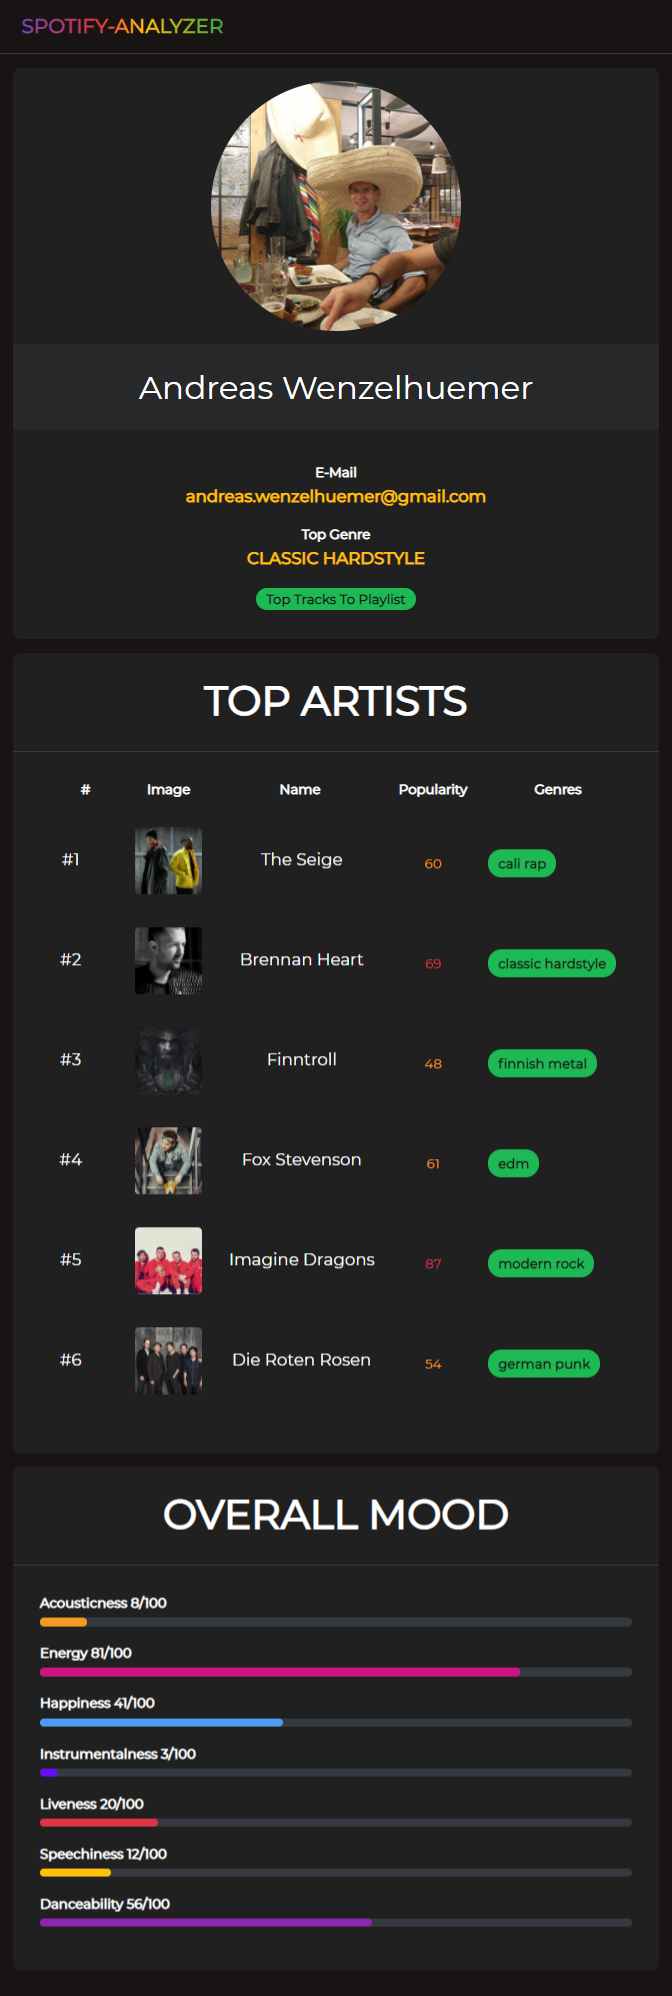 SPOTIFY-ANALYZER
Andreas Wenzelhuemer
E-Mail
andreas.wenzelhuemer@gmail.com
Top Genre
CLASSIC HARDSTYLE
Top Tracks To Playlist
TOP ARTISTS
# Image Name Popularity Genres
#1 The Seige 60 cali rap
#2 Brennan Heart 69 classic hardstyle
#3 Finntroll 48 finnish metal
#4 Fox Stevenson 61 edm
#5 Imagine Dragons 87 modern rock
#6 Die Roten Rosen 54 german punk
OVERALL MOOD
Acousticness 8/100
Energy 81/100
Happiness 41/100
Instrumentalness 3/100
Liveness 20/100
Speechiness 12/100
Danceability 56/100